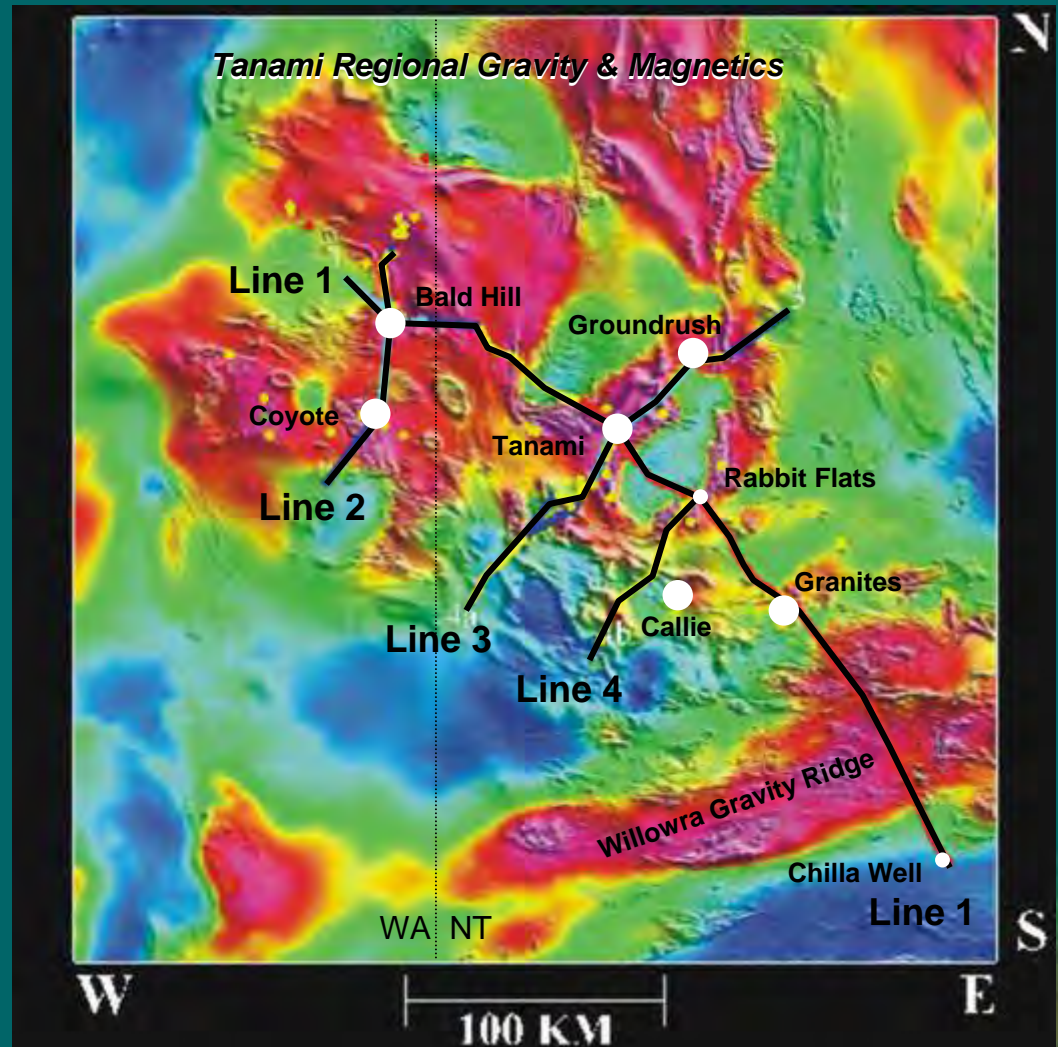 N
Tanami Regional Gravity & Magnetics
Line 1
Bald Hill
Groundrush
Coyote
Tanami
Rabbit Flats
Line 2
Granites
Callie
Line 3
Line 4
Willowra Gravity Ridge
Chilla Well
Line 1
WA NT
S
W
E
100 KM